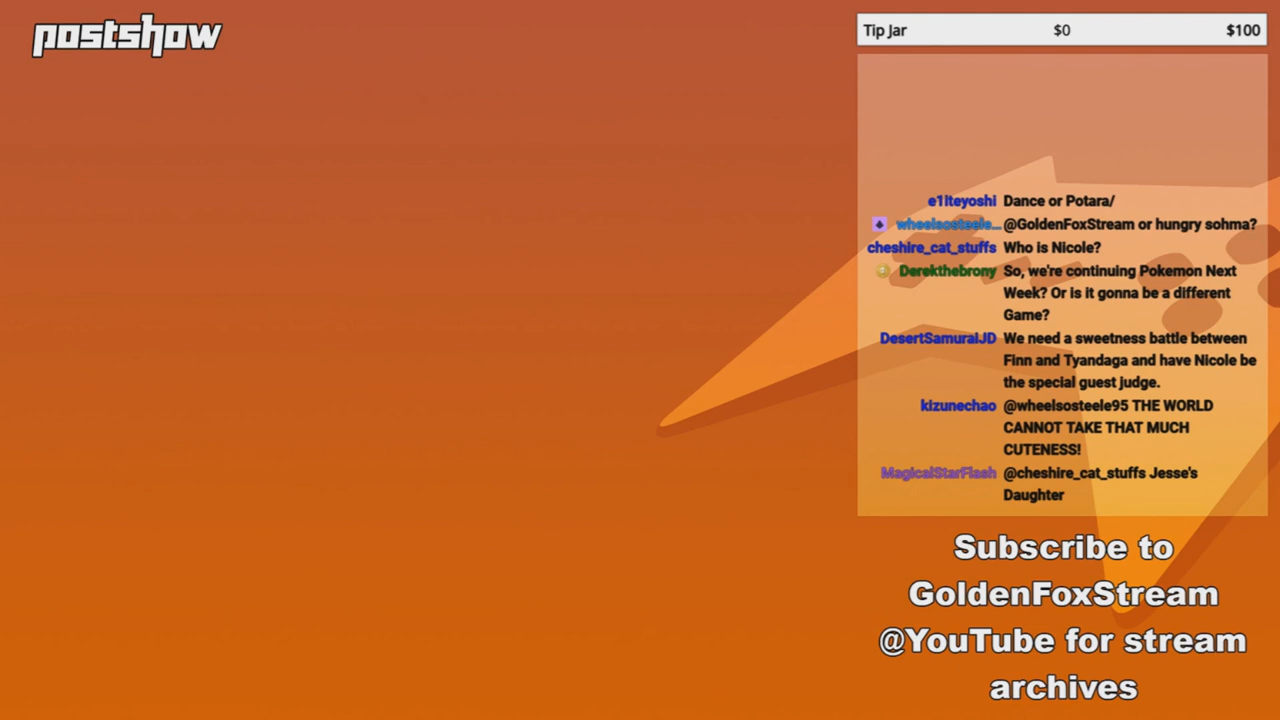 postshow
Tip Jar $0 $100
e1iteyoshi Dance or Potara/
wheelsosteele... @GoldenFoxStream or hungry sohma?
cheshire_cat_stuffs Who is Nicole?
Derekthebrony So, we're continuing Pokemon Next
Week? Or is it gonna be a different
Game?
DesertSamuraiJD We need a sweetness battle between
Finn and Tyandaga and have Nicole be
the special guest judge.
kizunechao @wheelsosteele95 THE WORLD
CANNOT TAKE THAT MUCH
CUTENESS!
MagicalStarFlash @cheshire_cat_stuffs Jesse's
Daughter
Subscribe to
GoldenFoxStream
@YouTube for stream
archives